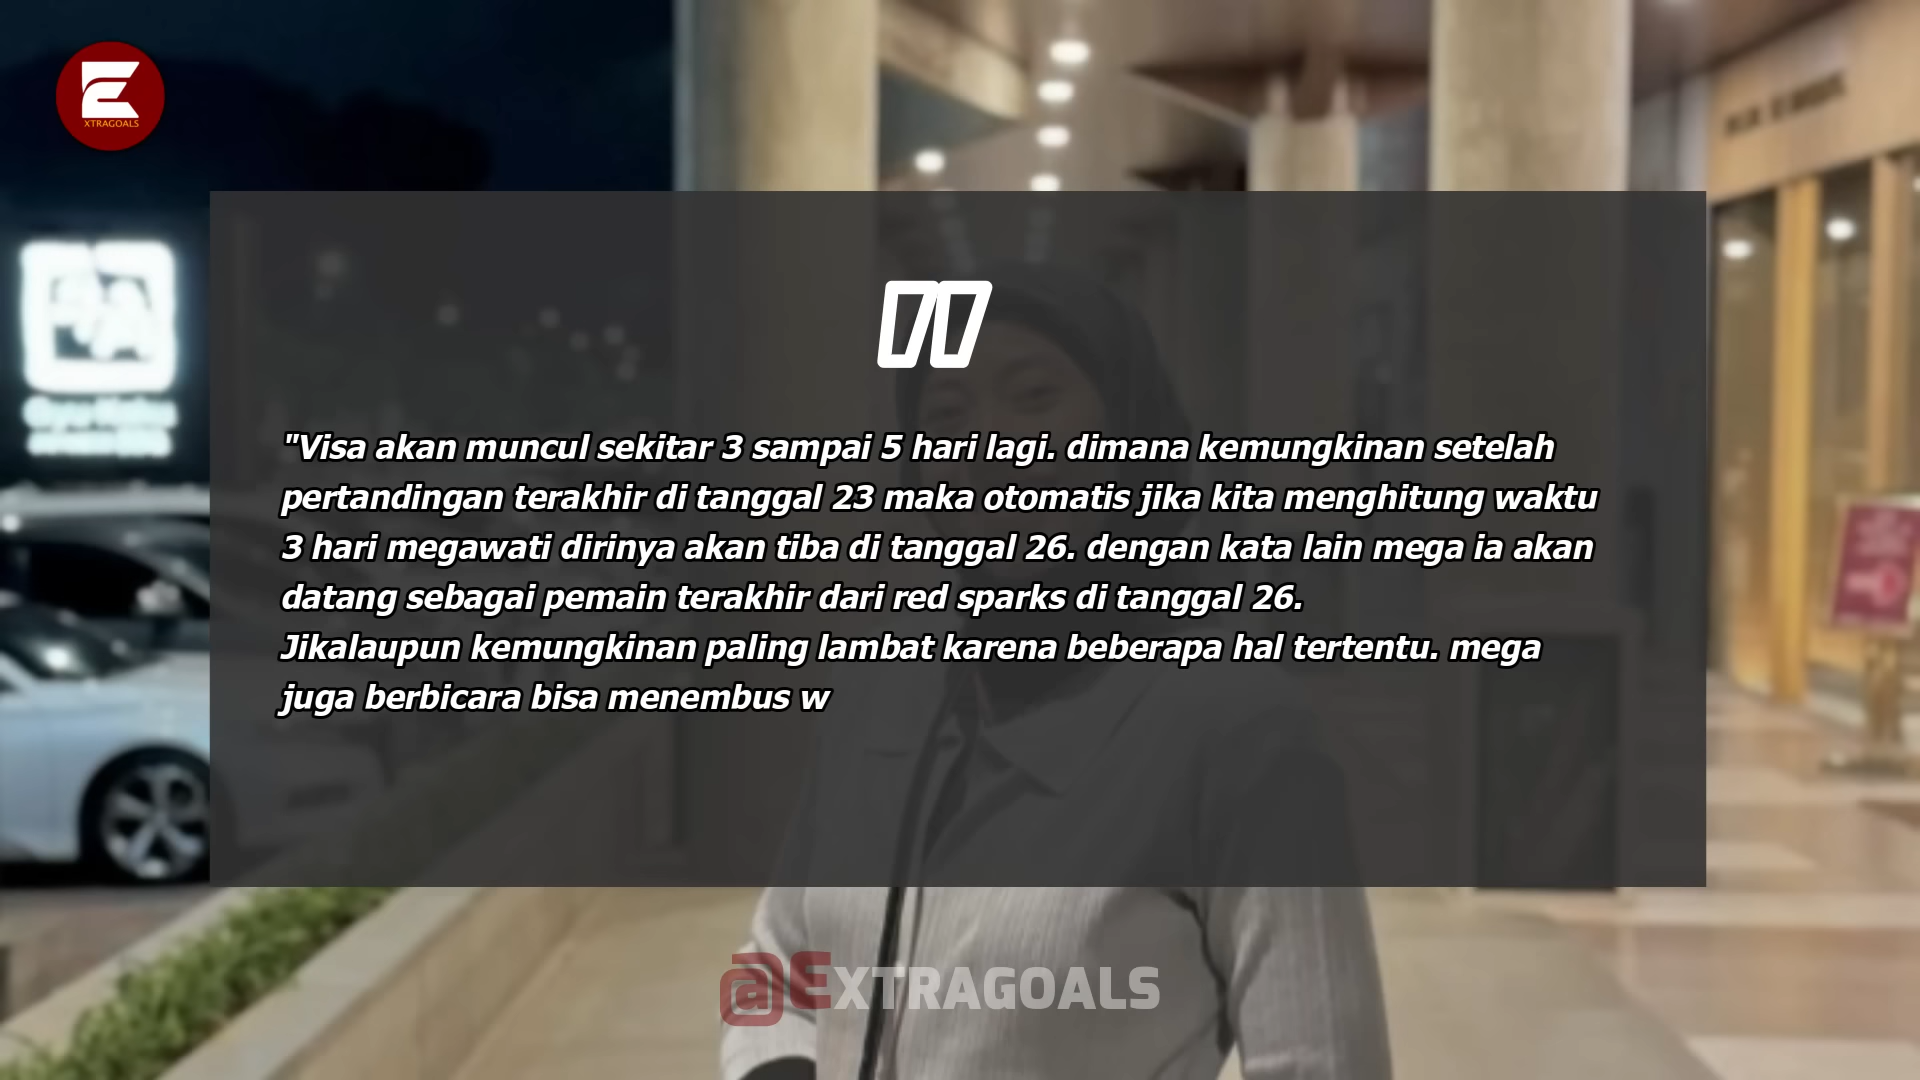 E
XTRAGOALS
"Visa akan muncul sekitar 3 sampai 5 hari lagi. dimana kemungkinan setelah
pertandingan terakhir di tanggal 23 maka otomatis jika kita menghitung waktu
3 hari megawati dirinya akan tiba di tanggal 26. dengan kata lain mega ia akan
datang sebagai pemain terakhir dari red sparks di tanggal 26.
Jikalaupun kemungkinan paling lambat karena beberapa hal tertentu. mega
juga berbicara bisa menembus w
@EXTRAGOALS